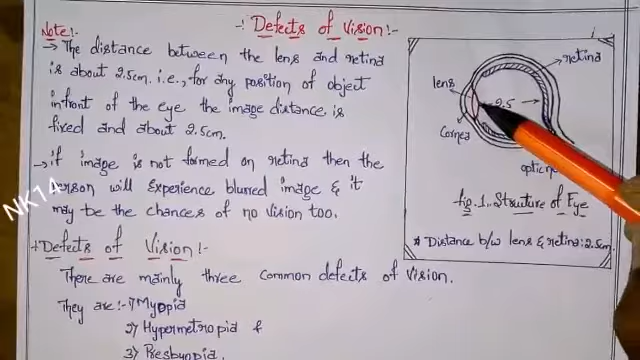 -: Defects of Vision:-
Note:-
→ The distance between the lens and retina
is about 2.5cm. i.e., for any position of object
infront of the eye the image distance is
fixed and about 2.5cm.
→ if image is not formed on retina then the
person will Experience blurred image & it
may be the chances of no vision too.
Defects of Vision:-
There are mainly three common defects of Vision.
They are:- 1) Myopia
2) Hypermetropia &
3) Presbyopia.
retina
lens
2.5
Cornea
fig.1. Struture of Eye
* Distance b/w lens & retina: 2.5cm
NK14